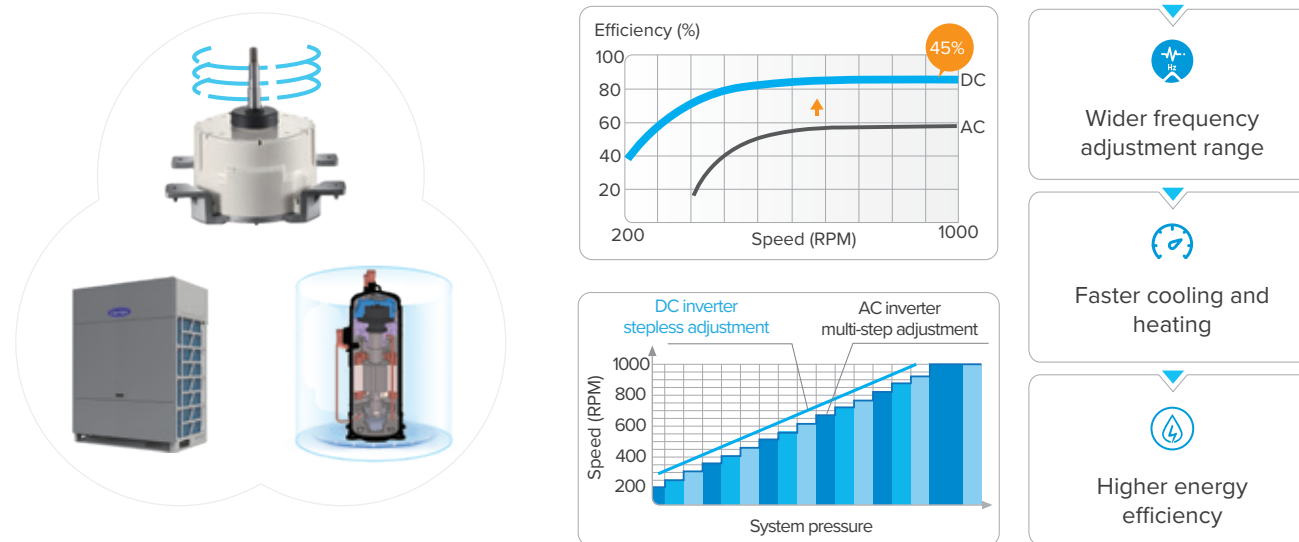 Efficiency (%)
100
80
60
40
20
200
Speed (RPM)
1000
45%
DC
AC
DC inverter
stepless adjustment
AC inverter
multi-step adjustment
Speed (RPM)
1000
800
600
400
200
System pressure
Hz
Wider frequency
adjustment range
Faster cooling and
heating
Higher energy
efficiency